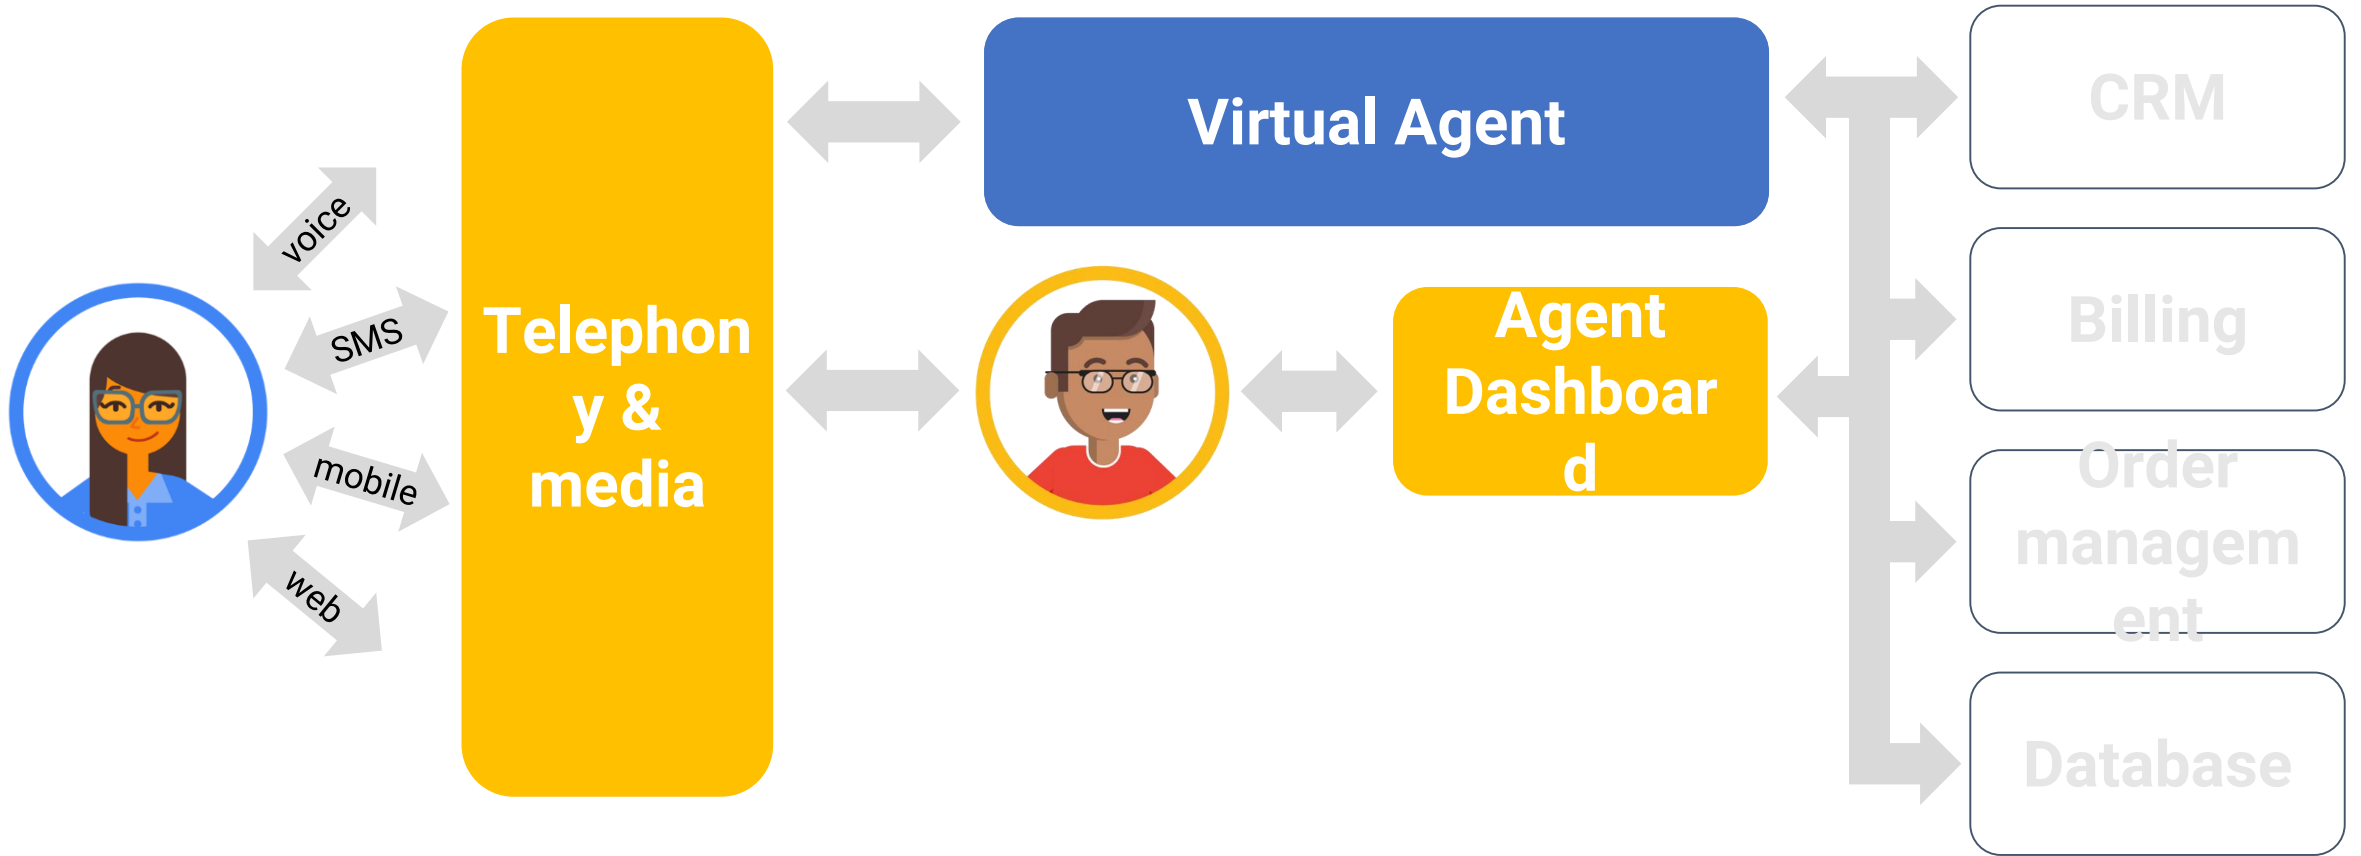 voice
SMS
mobile
web
Telephon
y &
media
Virtual Agent
Agent
Dashboar
d
CRM
Billing
Order
managem
ent
Database